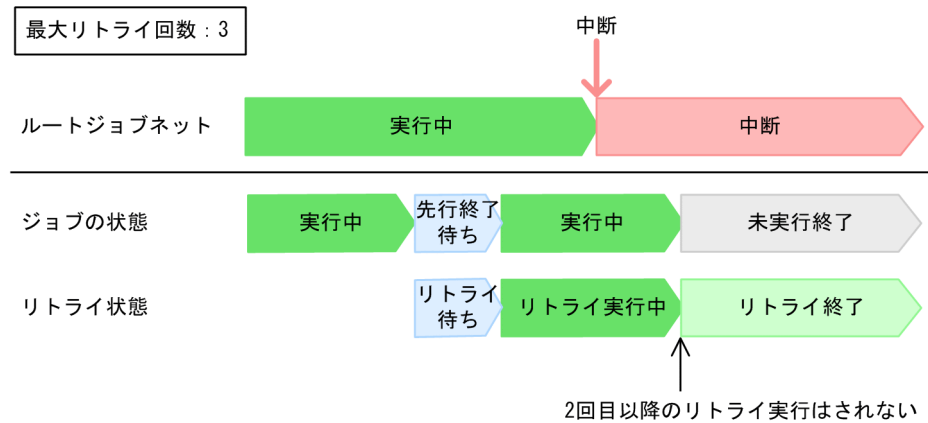 最大リトライ回数：3
中断
ルートジョブネット
実行中
中断
ジョブの状態
実行中
先行終了
待ち
実行中
未実行終了
リトライ状態
リトライ
待ち
リトライ実行中
リトライ終了
2回目以降のリトライ実行はされない